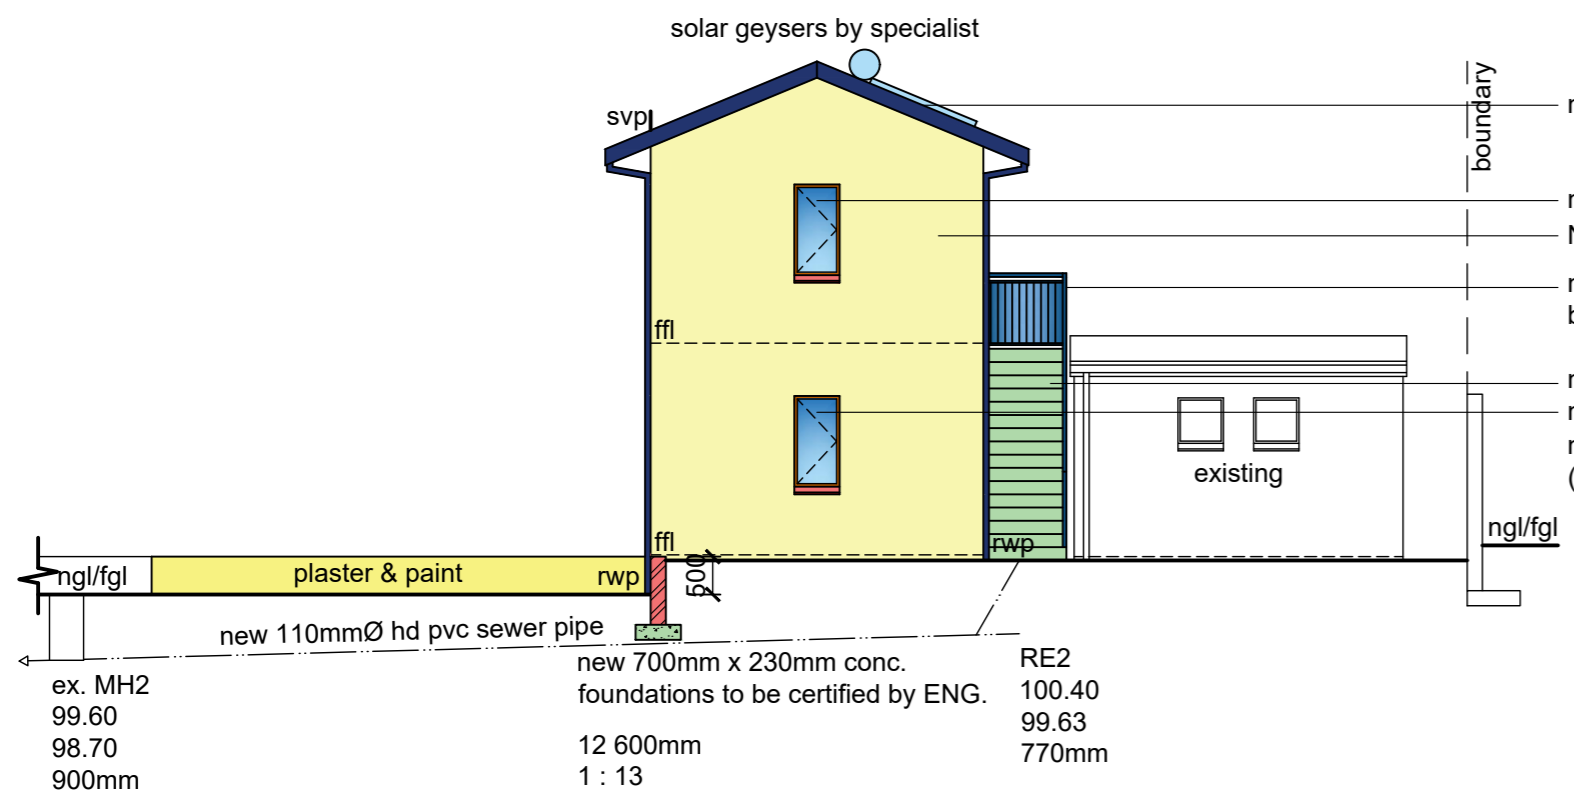 solar geysers by specialist
svp
boundary
ffl
ffl
existing
rwp
ngl/fgl
ngl/fgl
plaster & paint
rwp
500
new 110mmØ hd pvc sewer pipe
new 700mm x 230mm conc.
foundations to be certified by ENG.
12 600mm
1 : 13
ex. MH2
99.60
98.70
900mm
RE2
100.40
99.63
770mm